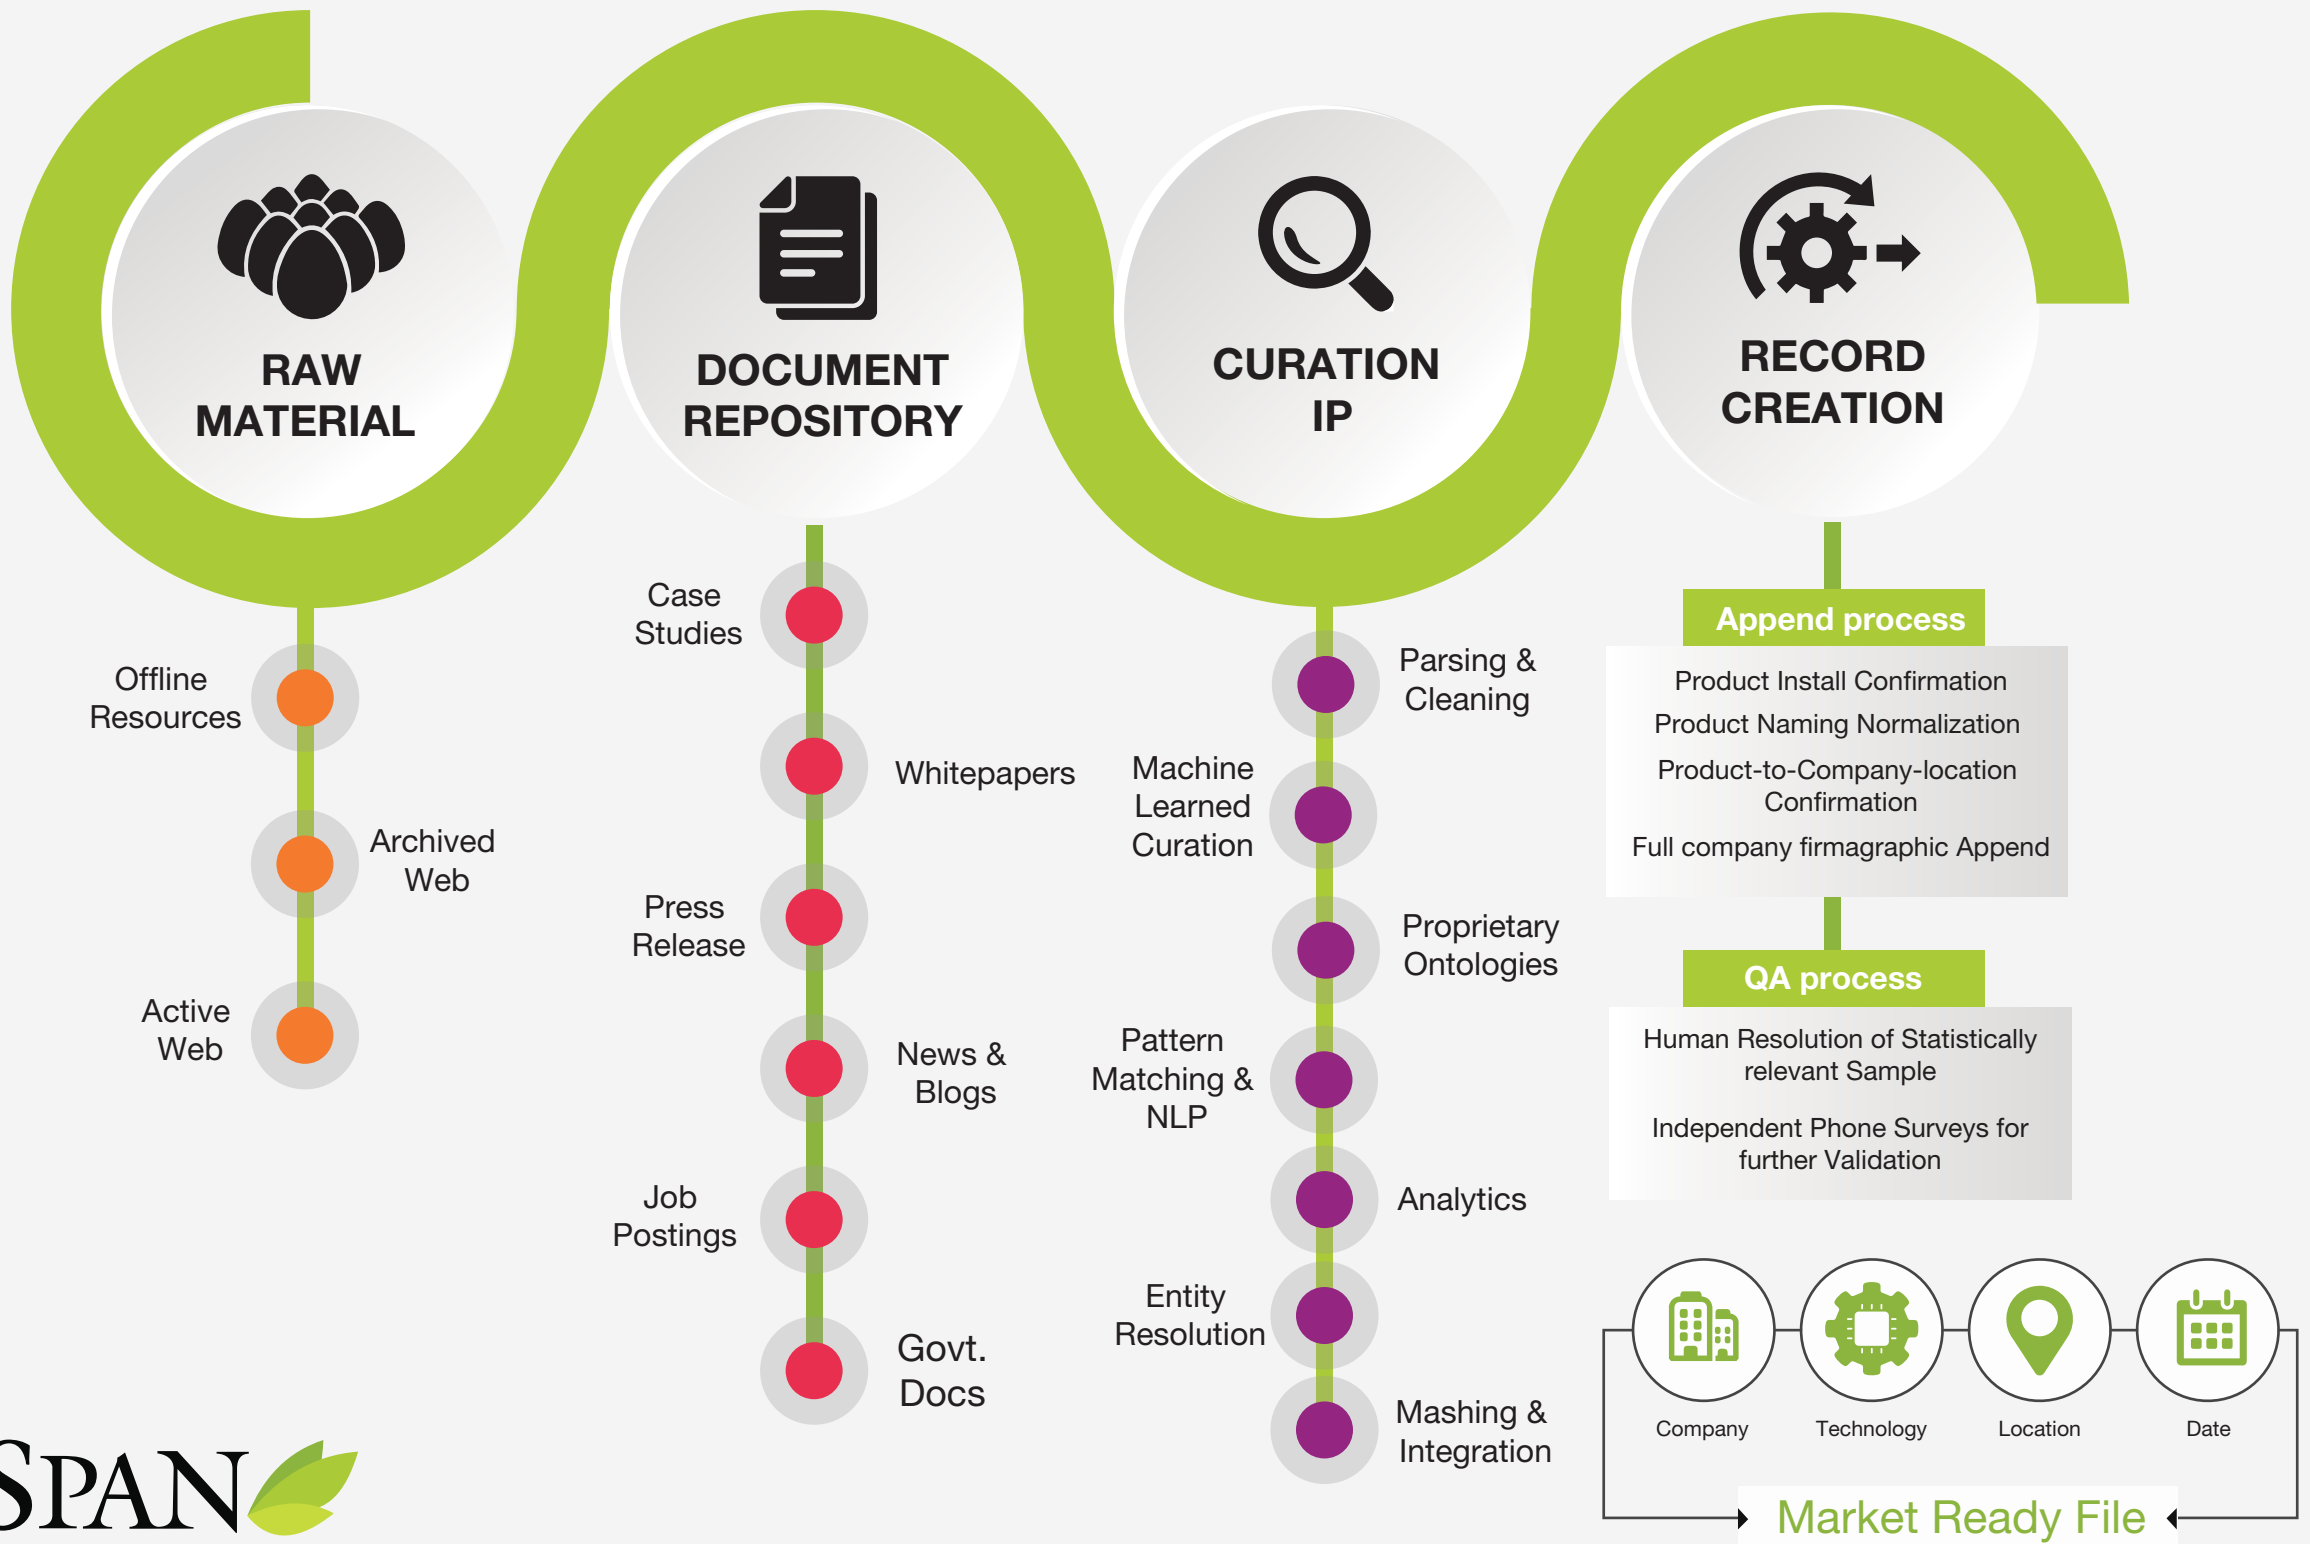 RAW
MATERIAL
Offline
Resources
Archived
Web
Active
Web
DOCUMENT
REPOSITORY
Case
Studies
Whitepapers
Press
Release
News &
Blogs
Job
Postings
Govt.
Docs
CURATION
IP
Parsing &
Cleaning
Machine
Learned
Curation
Proprietary
Ontologies
Pattern
Matching &
NLP
Analytics
Entity
Resolution
Mashing &
Integration
RECORD
CREATION
Append process
Product Install Confirmation
Product Naming Normalization
Product-to-Company-location
Confirmation
Full company firmagraphic Append
QA process
Human Resolution of Statistically
relevant Sample
Independent Phone Surveys for
further Validation
Company
Technology
Location
Date
Market Ready File
SPAN